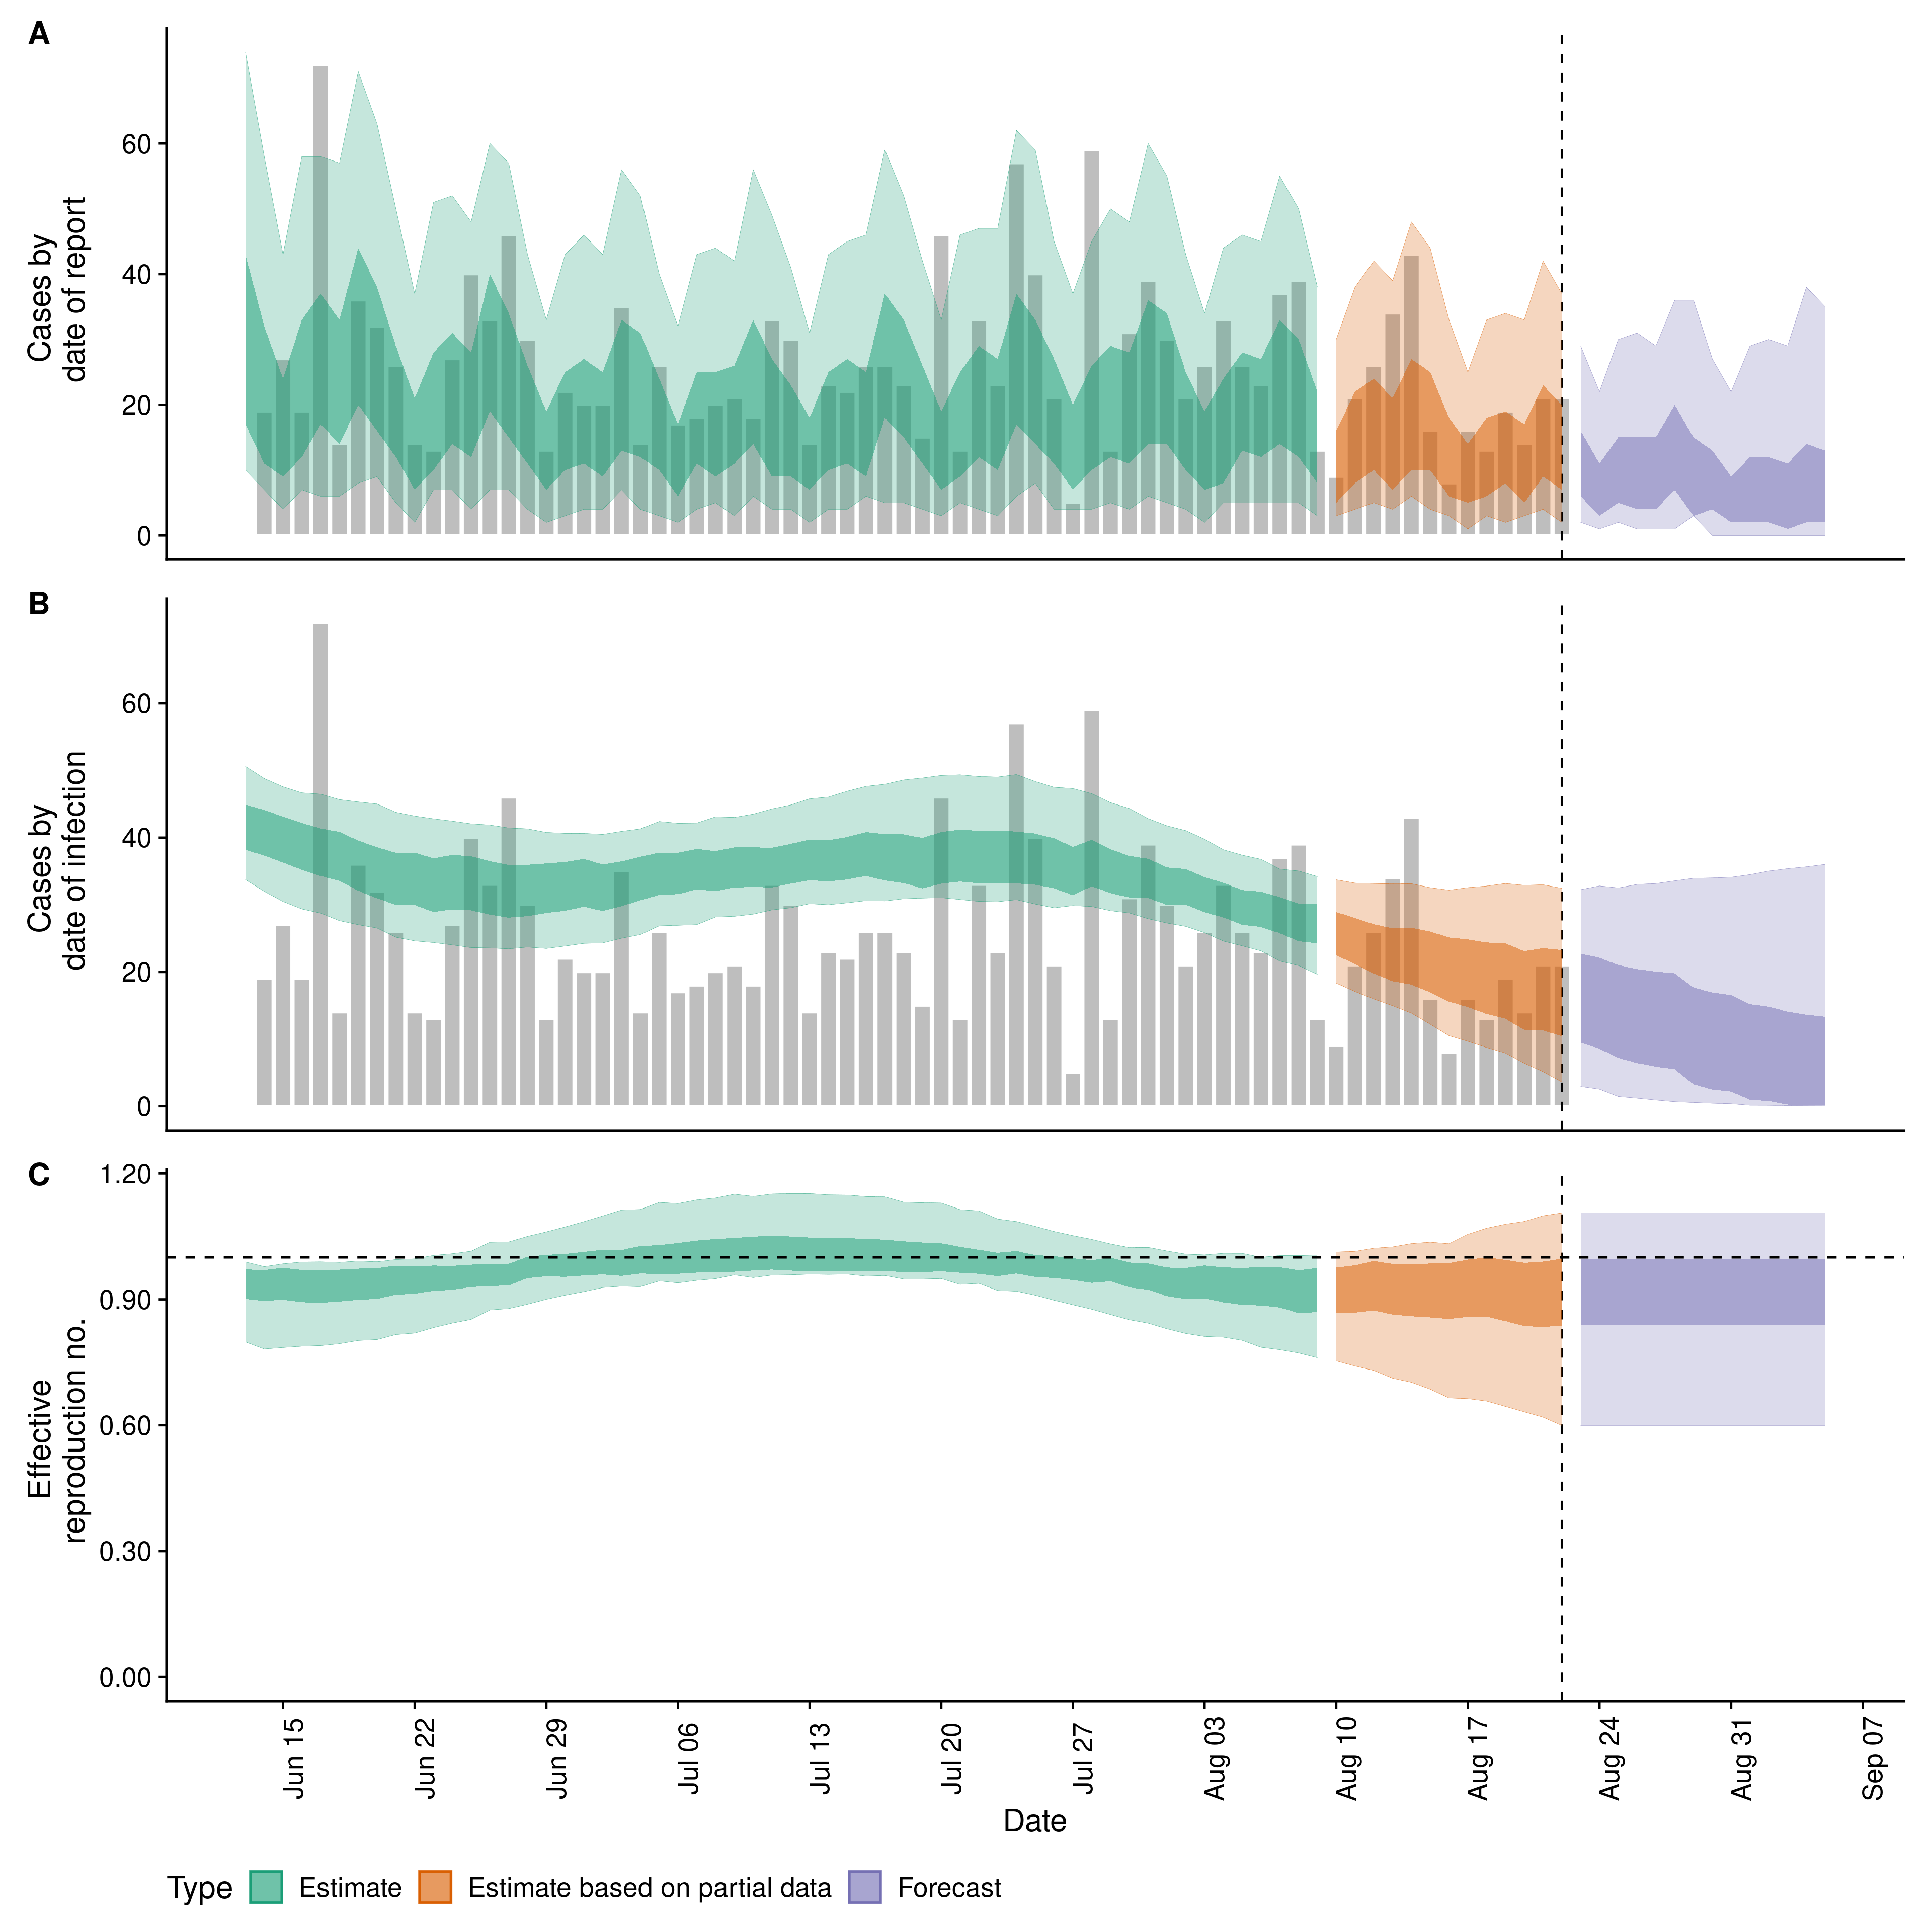 A
Cases by
date of report
60
40
20
0
B
Cases by
date of infection
60
40
20
0
C
Effective
reproduction no.
1.20
0.90
0.60
0.30
0.00
Jun 15
Jun 22
Jun 29
Jul 06
Jul 13
Jul 20
Jul 27
Aug 03
Aug 10
Aug 17
Aug 24
Aug 31
Sep 07
Date
Type Estimate Estimate based on partial data Forecast